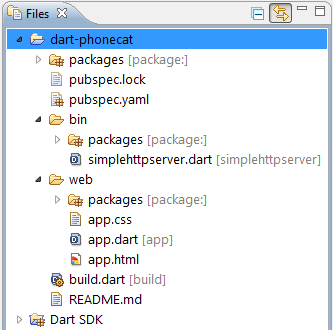 Files
dart-phonecat
packages [package:]
pubspec.lock
pubspec.yaml
bin
packages [package:]
simplehttpserver.dart [simplehttpserver]
web
packages [package:]
app.css
app.dart [app]
app.html
build.dart [build]
README.md
Dart SDK